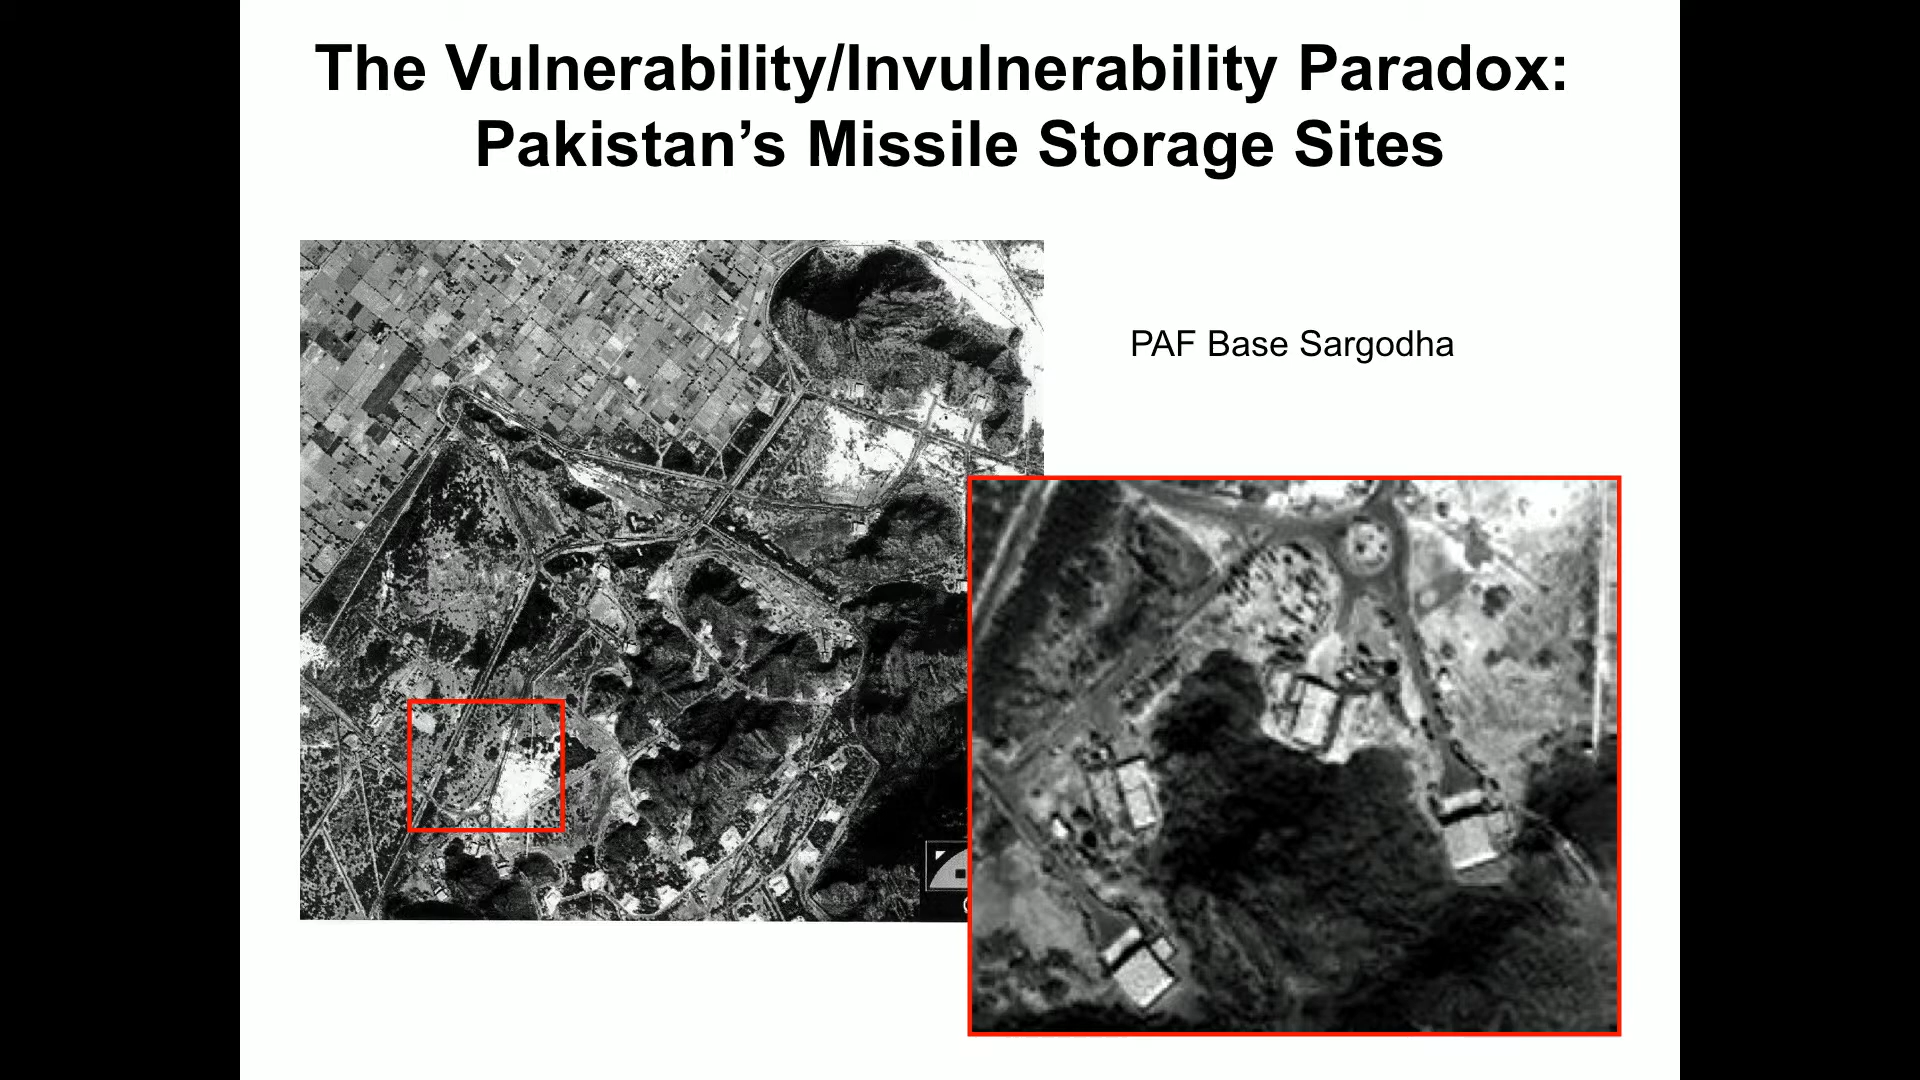 The Vulnerability/Invulnerability Paradox:
Pakistan’s Missile Storage Sites
PAF Base Sargodha